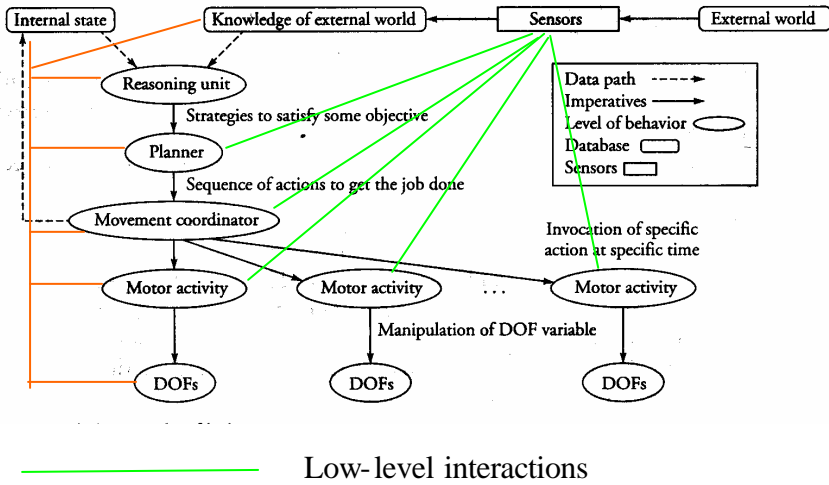 Internal state
Knowledge of external world
Sensors
External world
Reasoning unit
Data path
Imperatives
Level of behavior
Database
Sensors
Strategies to satisfy some objective
Planner
Sequence of actions to get the job done
Movement coordinator
Invocation of specific
action at specific time
Motor activity
Motor activity
...
Motor activity
Manipulation of DOF variable
DOFs
DOFs
DOFs
Low-level interactions